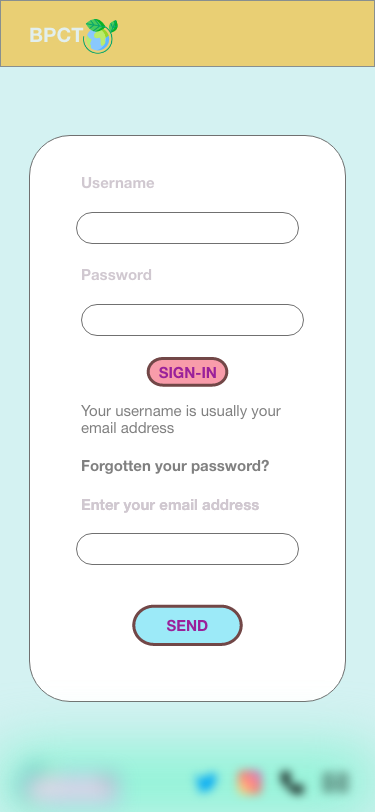 BPCT
Username
Password
SIGN-IN
Your username is usually your
email address
Forgotten your password?
Enter your email address
SEND